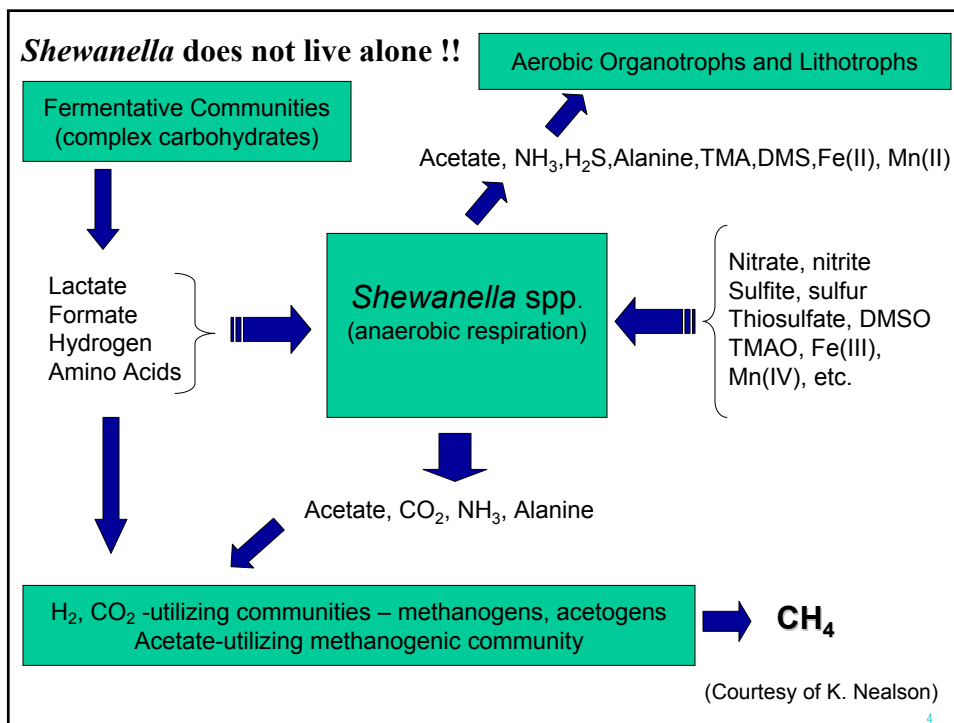 Shewanella does not live alone !!
Aerobic Organotrophs and Lithotrophs
Fermentative Communities
(complex carbohydrates)
Acetate, NH₃,H₂S,Alanine,TMA,DMS,Fe(II), Mn(II)
Lactate
Formate
Hydrogen
Amino Acids
Shewanella spp.
(anaerobic respiration)
Nitrate, nitrite
Sulfite, sulfur
Thiosulfate, DMSO
TMAO, Fe(III),
Mn(IV), etc.
Acetate, CO₂, NH₃, Alanine
H₂, CO₂ -utilizing communities – methanogens, acetogens
Acetate-utilizing methanogenic community
CH₄
(Courtesy of K. Nealson)
4